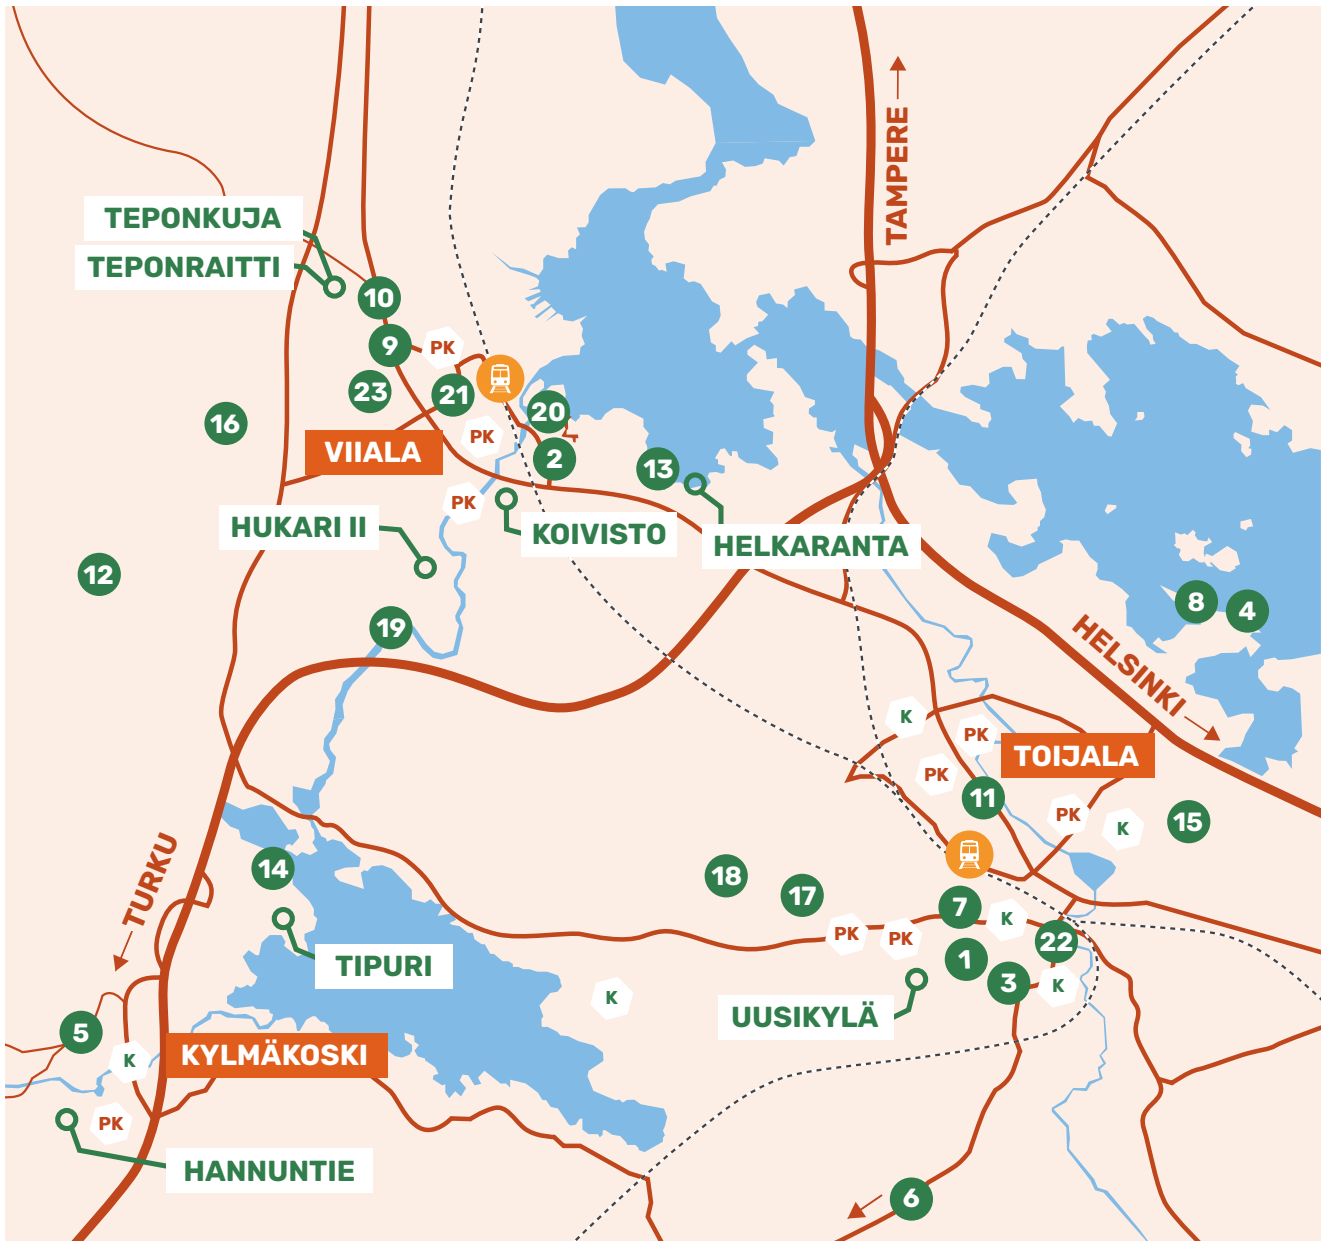 TAMPERE
TEPONKUJA
TEPONRAITTI
10
9
PK
23
21
20
16
VIIALA
PK
2
13
PK
HUKARI II
KOIVISTO
HELKARANTA
12
8
4
19
HELSINKI
K
PK
TOIJALA
PK
11
PK
K
15
TURKU
14
18
17
7
K
PK
PK
22
1
TIPURI
3
K
K
UUSIKYLÄ
5
K
KYLMÄKOSKI
PK
HANNUNTIE
6